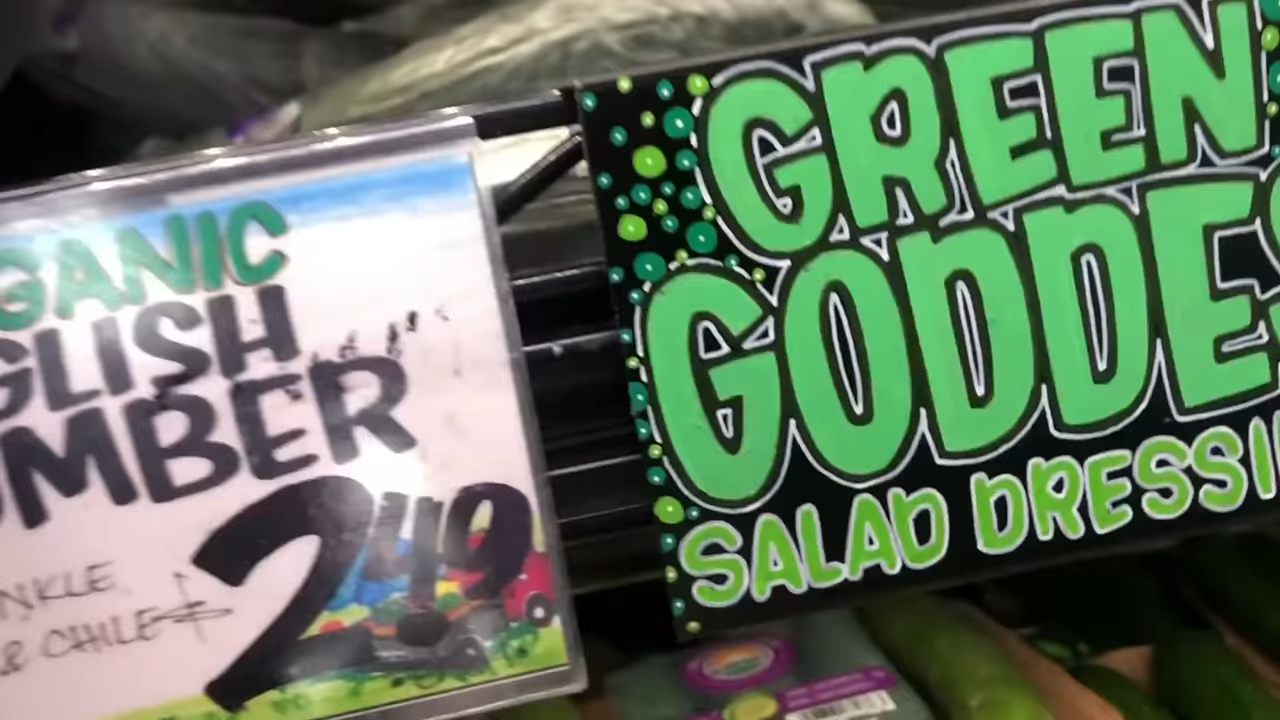 GANIC
GLISH
UMBER
$2.49
NKLE,
& CHILE
GREEN
GODDES
SALAD DRESSI